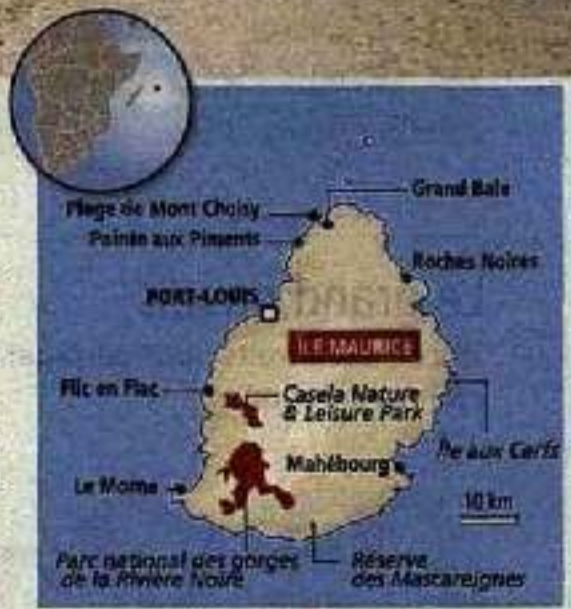 Grand Baie
Plage de Mont Choisy
Pointe aux Piments
Roches Noires
PORT-LOUIS
ÎLE MAURICE
Flic en Flac
Casela Nature
& Leisure Park
Île aux Cerfs
Mahébourg
Le Morne
10 km
Parc national des gorges
de la Rivière Noire
Réserve
des Mascareignes